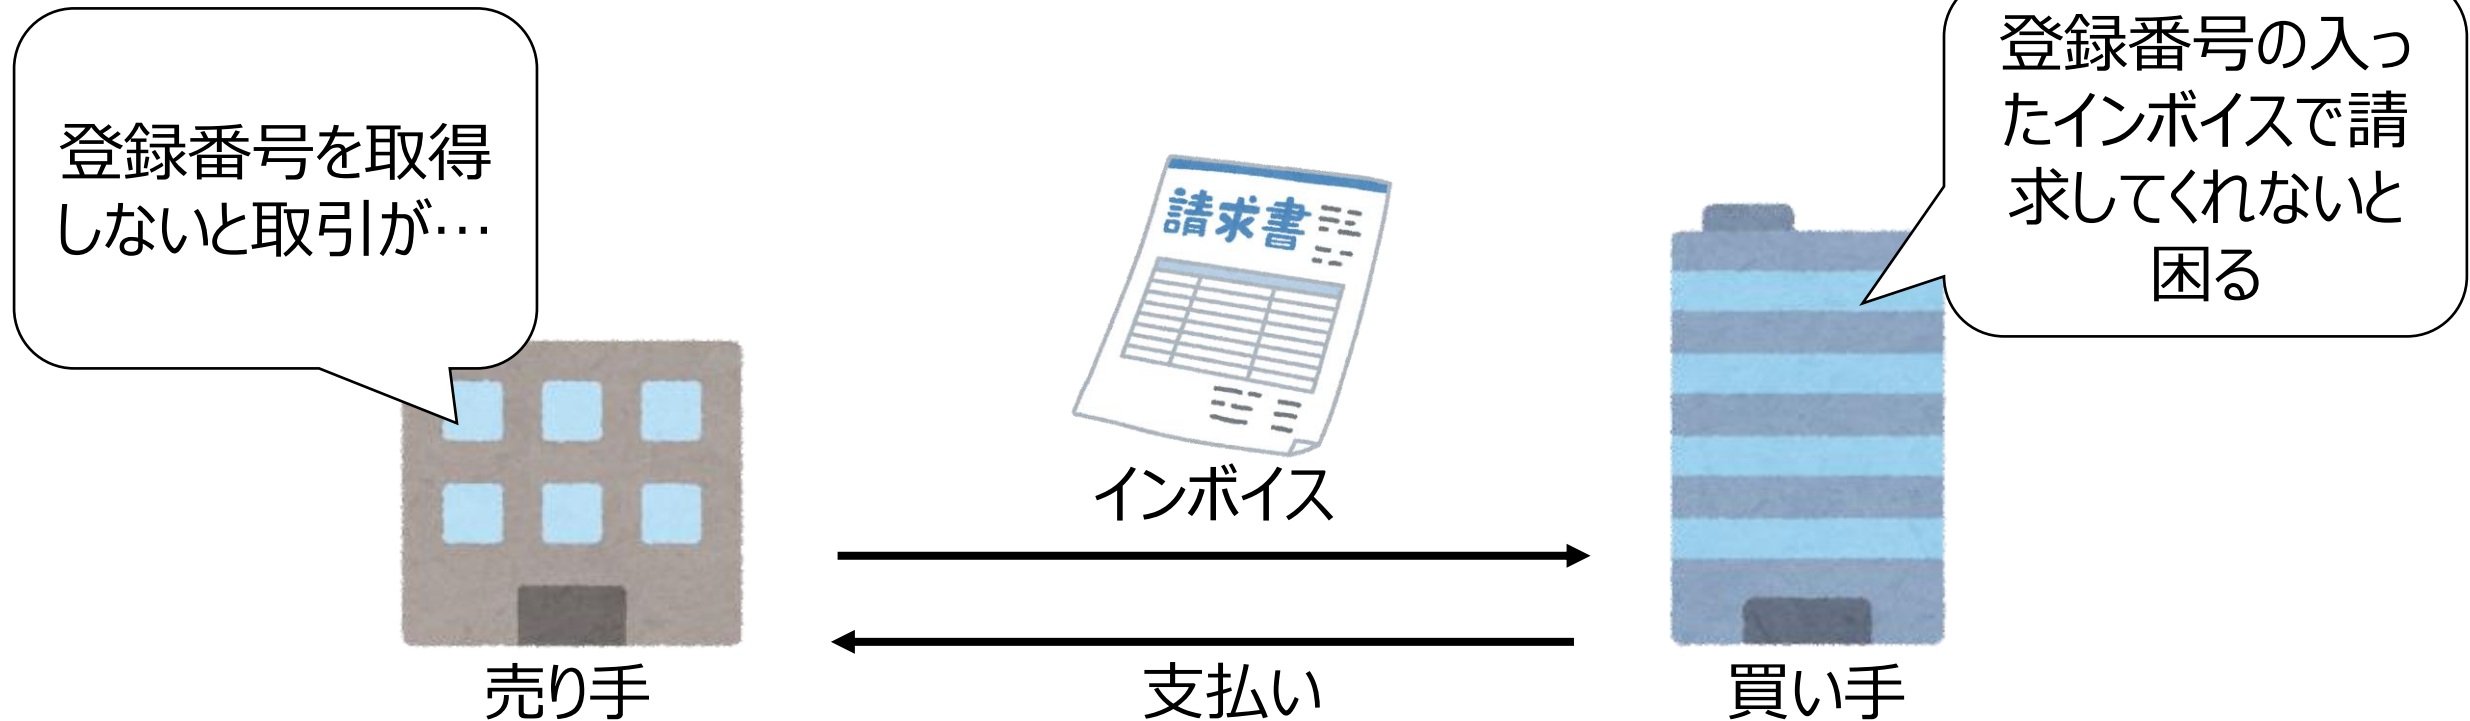 登録番号を取得
しないと取引が…
登録番号の入っ
たインボイスで請
求してくれないと
困る
請求書
インボイス
売り手
支払い
買い手